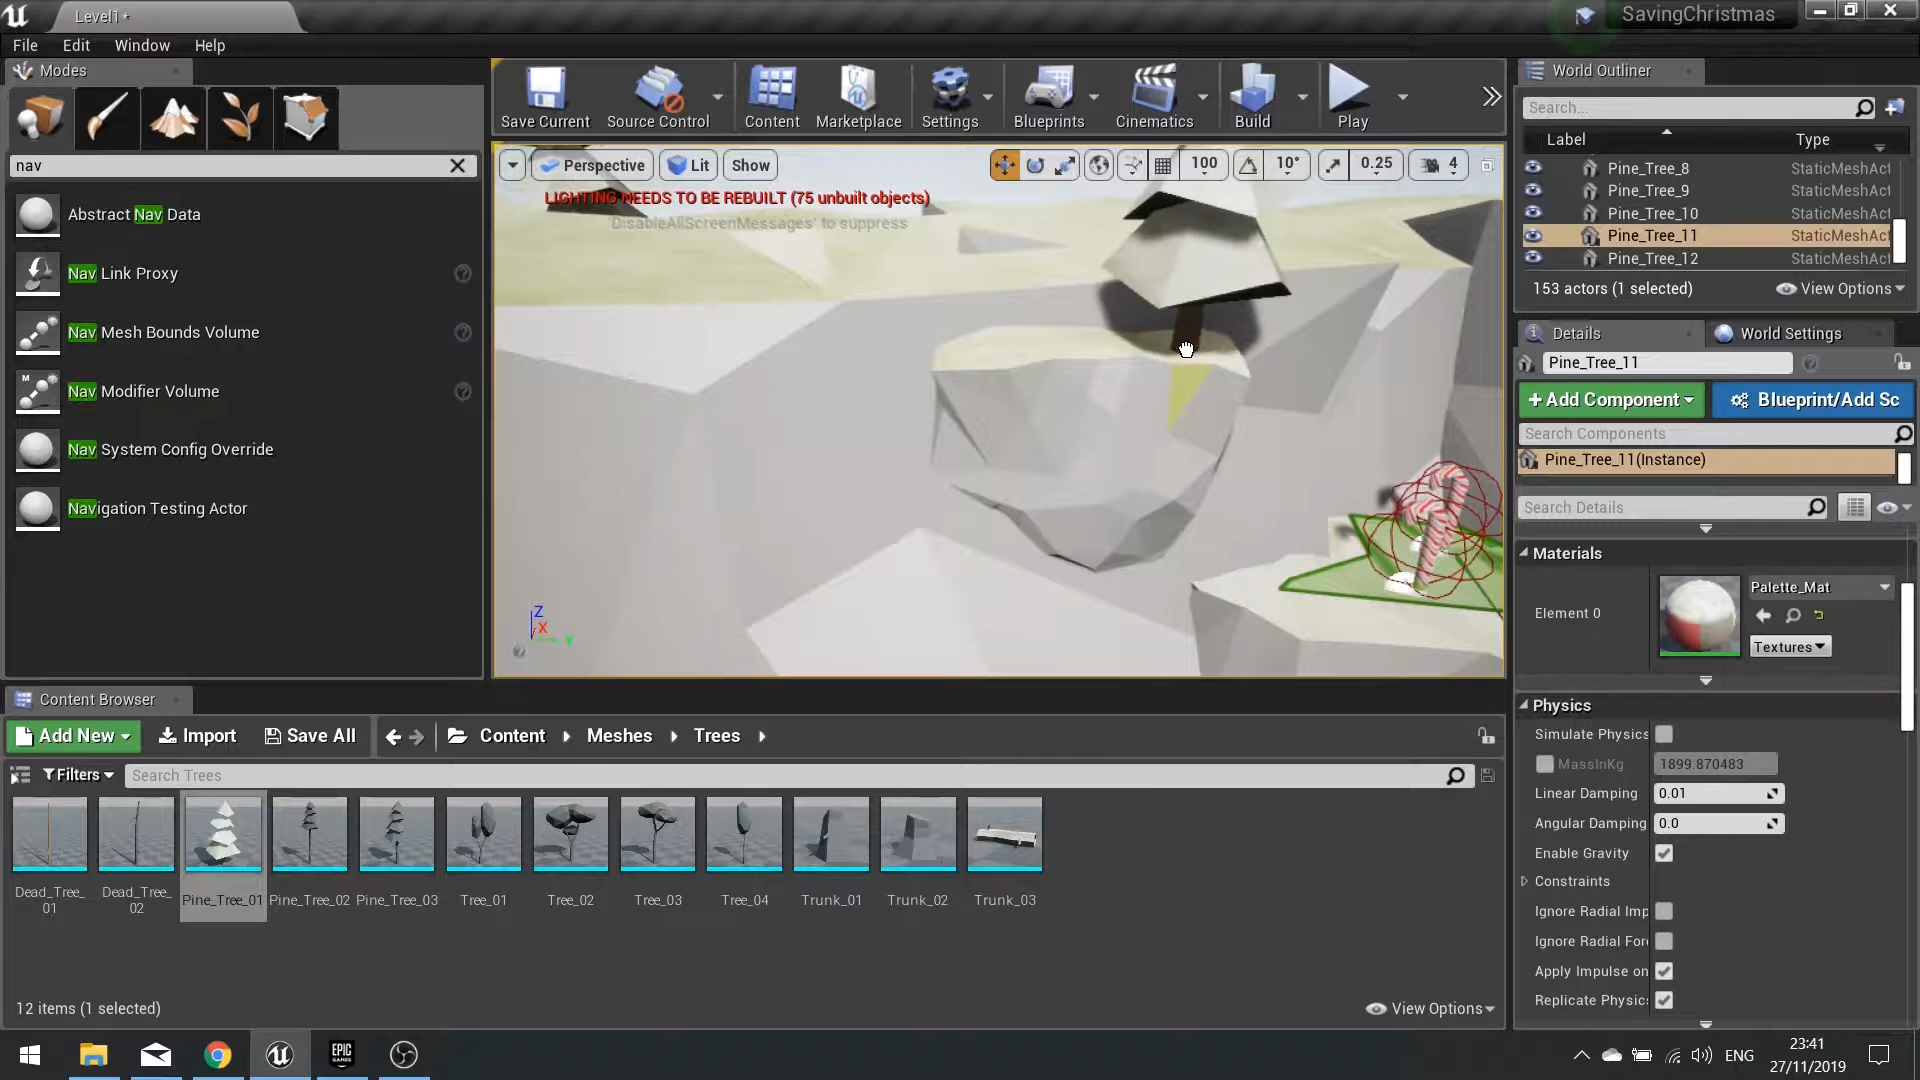 Level1*
SavingChristmas
File Edit Window Help
Modes
nav
Abstract Nav Data
Nav Link Proxy
Nav Mesh Bounds Volume
M
Nav Modifier Volume
Nav System Config Override
Navigation Testing Actor
Save Current Source Control Content Marketplace Settings Blueprints Cinematics Build Play
Perspective Lit Show 100 10° 0.25 4
LIGHTING NEEDS TO BE REBUILT (75 unbuilt objects)
'DisableAllScreenMessages' to suppress
Z
X
Y
World Outliner
Search...
Label Type
Pine_Tree_8 StaticMeshAct
Pine_Tree_9 StaticMeshAct
Pine_Tree_10 StaticMeshAct
Pine_Tree_11 StaticMeshAct
Pine_Tree_12 StaticMeshAct
153 actors (1 selected) View Options
Details World Settings
Pine_Tree_11
+Add Component Blueprint/Add Sc
Search Components
Pine_Tree_11(Instance)
Search Details
Materials
Element 0
Palette_Mat
Textures
Physics
Simulate Physics
MassInKg 1899.870483
Linear Damping 0.01
Angular Damping 0.0
Enable Gravity
Constraints
Ignore Radial Imp
Ignore Radial For
Apply Impulse on
Replicate Physics
Content Browser
Add New Import Save All Content Meshes Trees
Filters Search Trees
Dead_Tree_01 Dead_Tree_02 Pine_Tree_01 Pine_Tree_02 Pine_Tree_03 Tree_01 Tree_02 Tree_03 Tree_04 Trunk_01 Trunk_02 Trunk_03
12 items (1 selected) View Options
EPIC GAMES
ENG
23:41
27/11/2019